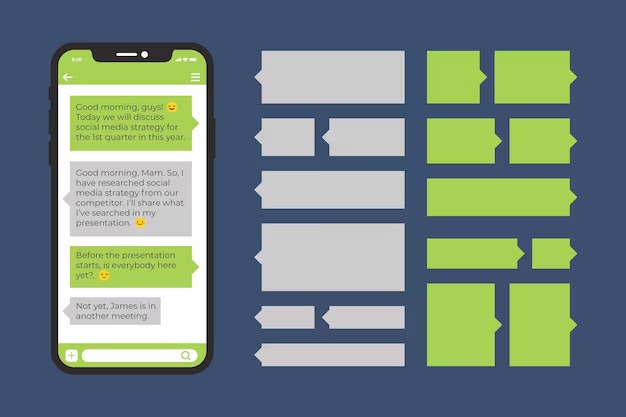 8:30
Good morning, guys! 😉
Today we will discuss
social media strategy for
the 1st quarter in this year.
Good morning, Mam. So, I
have researched social
media strategy from our
competitor. I'll share what
I've searched in my
presentation. 😊
Before the presentation
starts, is everybody here
yet?. 😉
Not yet, James is in
another meeting.